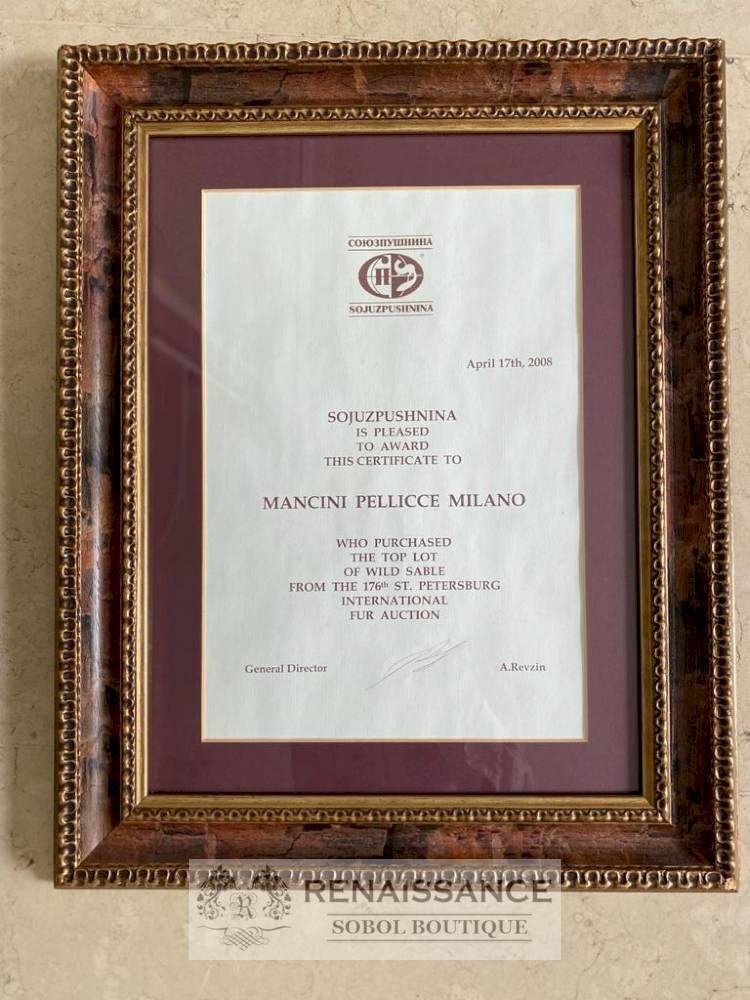 СОЮЗПУШНИНА
SOJUZPUSHNINA
April 17th, 2008
SOJUZPUSHNINA
IS PLEASED
TO AWARD
THIS CERTIFICATE TO
MANCINI PELLICCE MILANO
WHO PURCHASED
THE TOP LOT
OF WILD SABLE
FROM THE 176th ST. PETERSBURG
INTERNATIONAL
FUR AUCTION
General Director A.Revzin
R RENAISSANCE
SOBOL BOUTIQUE